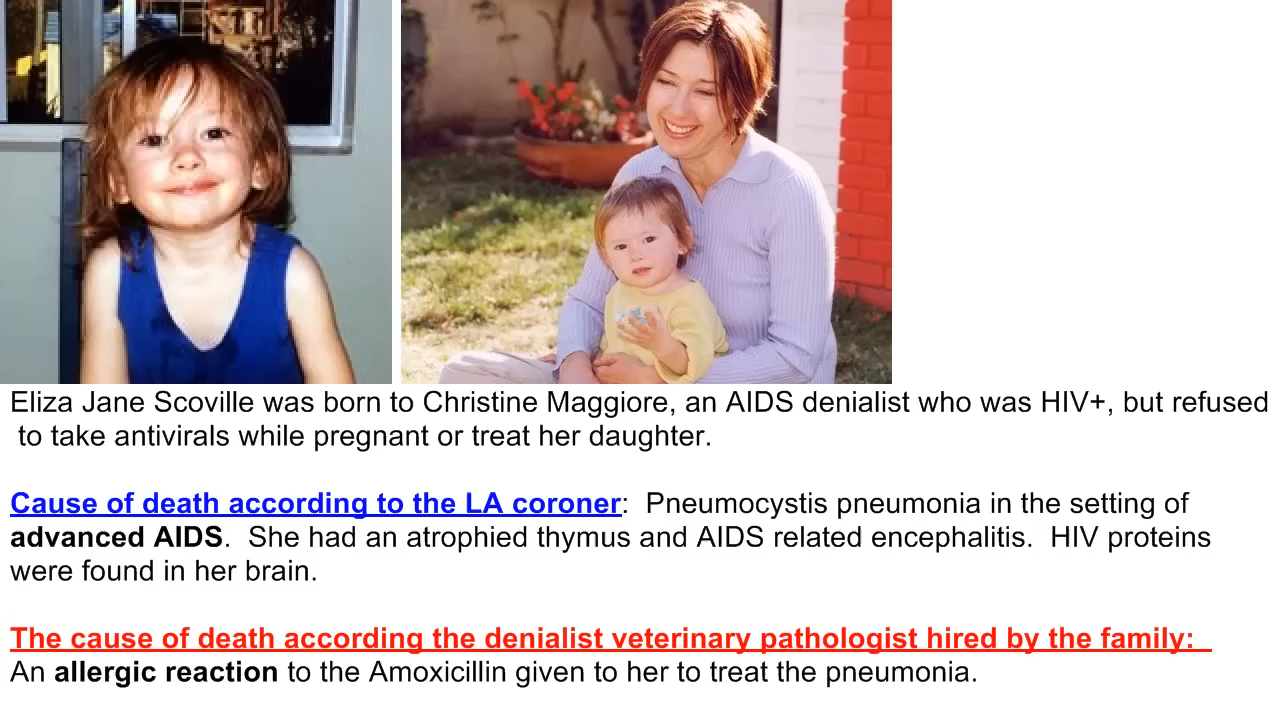 Eliza Jane Scoville was born to Christine Maggiore, an AIDS denialist who was HIV+, but refused
to take antivirals while pregnant or treat her daughter.
Cause of death according to the LA coroner: Pneumocystis pneumonia in the setting of
advanced AIDS. She had an atrophied thymus and AIDS related encephalitis. HIV proteins
were found in her brain.
The cause of death according the denialist veterinary pathologist hired by the family:
An allergic reaction to the Amoxicillin given to her to treat the pneumonia.